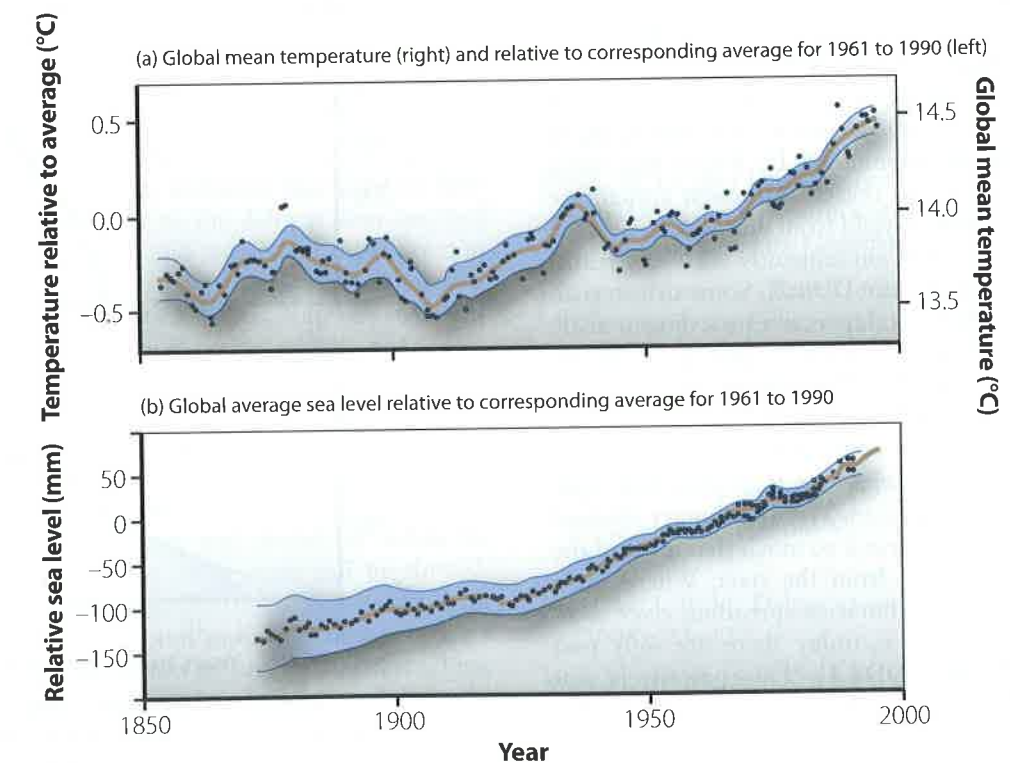 (a) Global mean temperature (right) and relative to corresponding average for 1961 to 1990 (left)
Temperature relative to average (°C)
0.5
0.0
−0.5
14.5
14.0
13.5
Global mean temperature (°C)
(b) Global average sea level relative to corresponding average for 1961 to 1990
Relative sea level (mm)
50
0
−50
−100
−150
1850
1900
1950
2000
Year